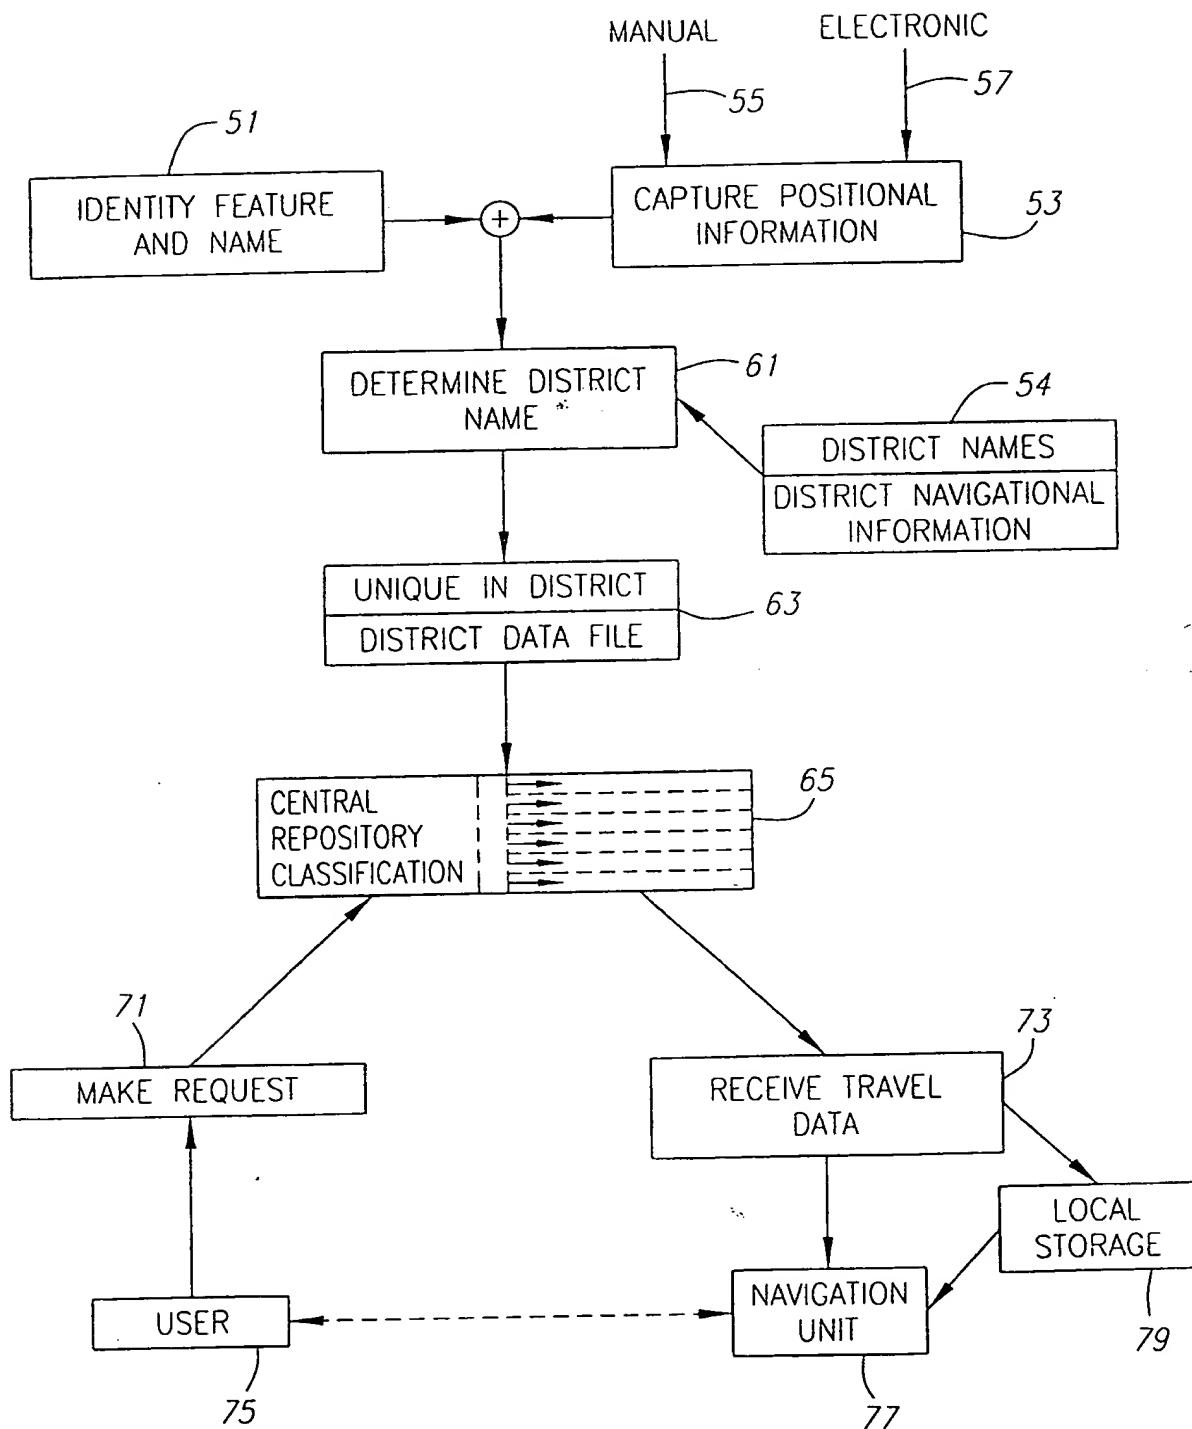 MANUAL
ELECTRONIC
55
57
51
IDENTITY FEATURE
AND NAME
+
CAPTURE POSITIONAL
INFORMATION
53
DETERMINE DISTRICT
NAME
61
54
DISTRICT NAMES
DISTRICT NAVIGATIONAL
INFORMATION
UNIQUE IN DISTRICT
DISTRICT DATA FILE
63
CENTRAL
REPOSITORY
CLASSIFICATION
65
71
MAKE REQUEST
73
RECEIVE TRAVEL
DATA
LOCAL
STORAGE
79
USER
75
NAVIGATION
UNIT
77